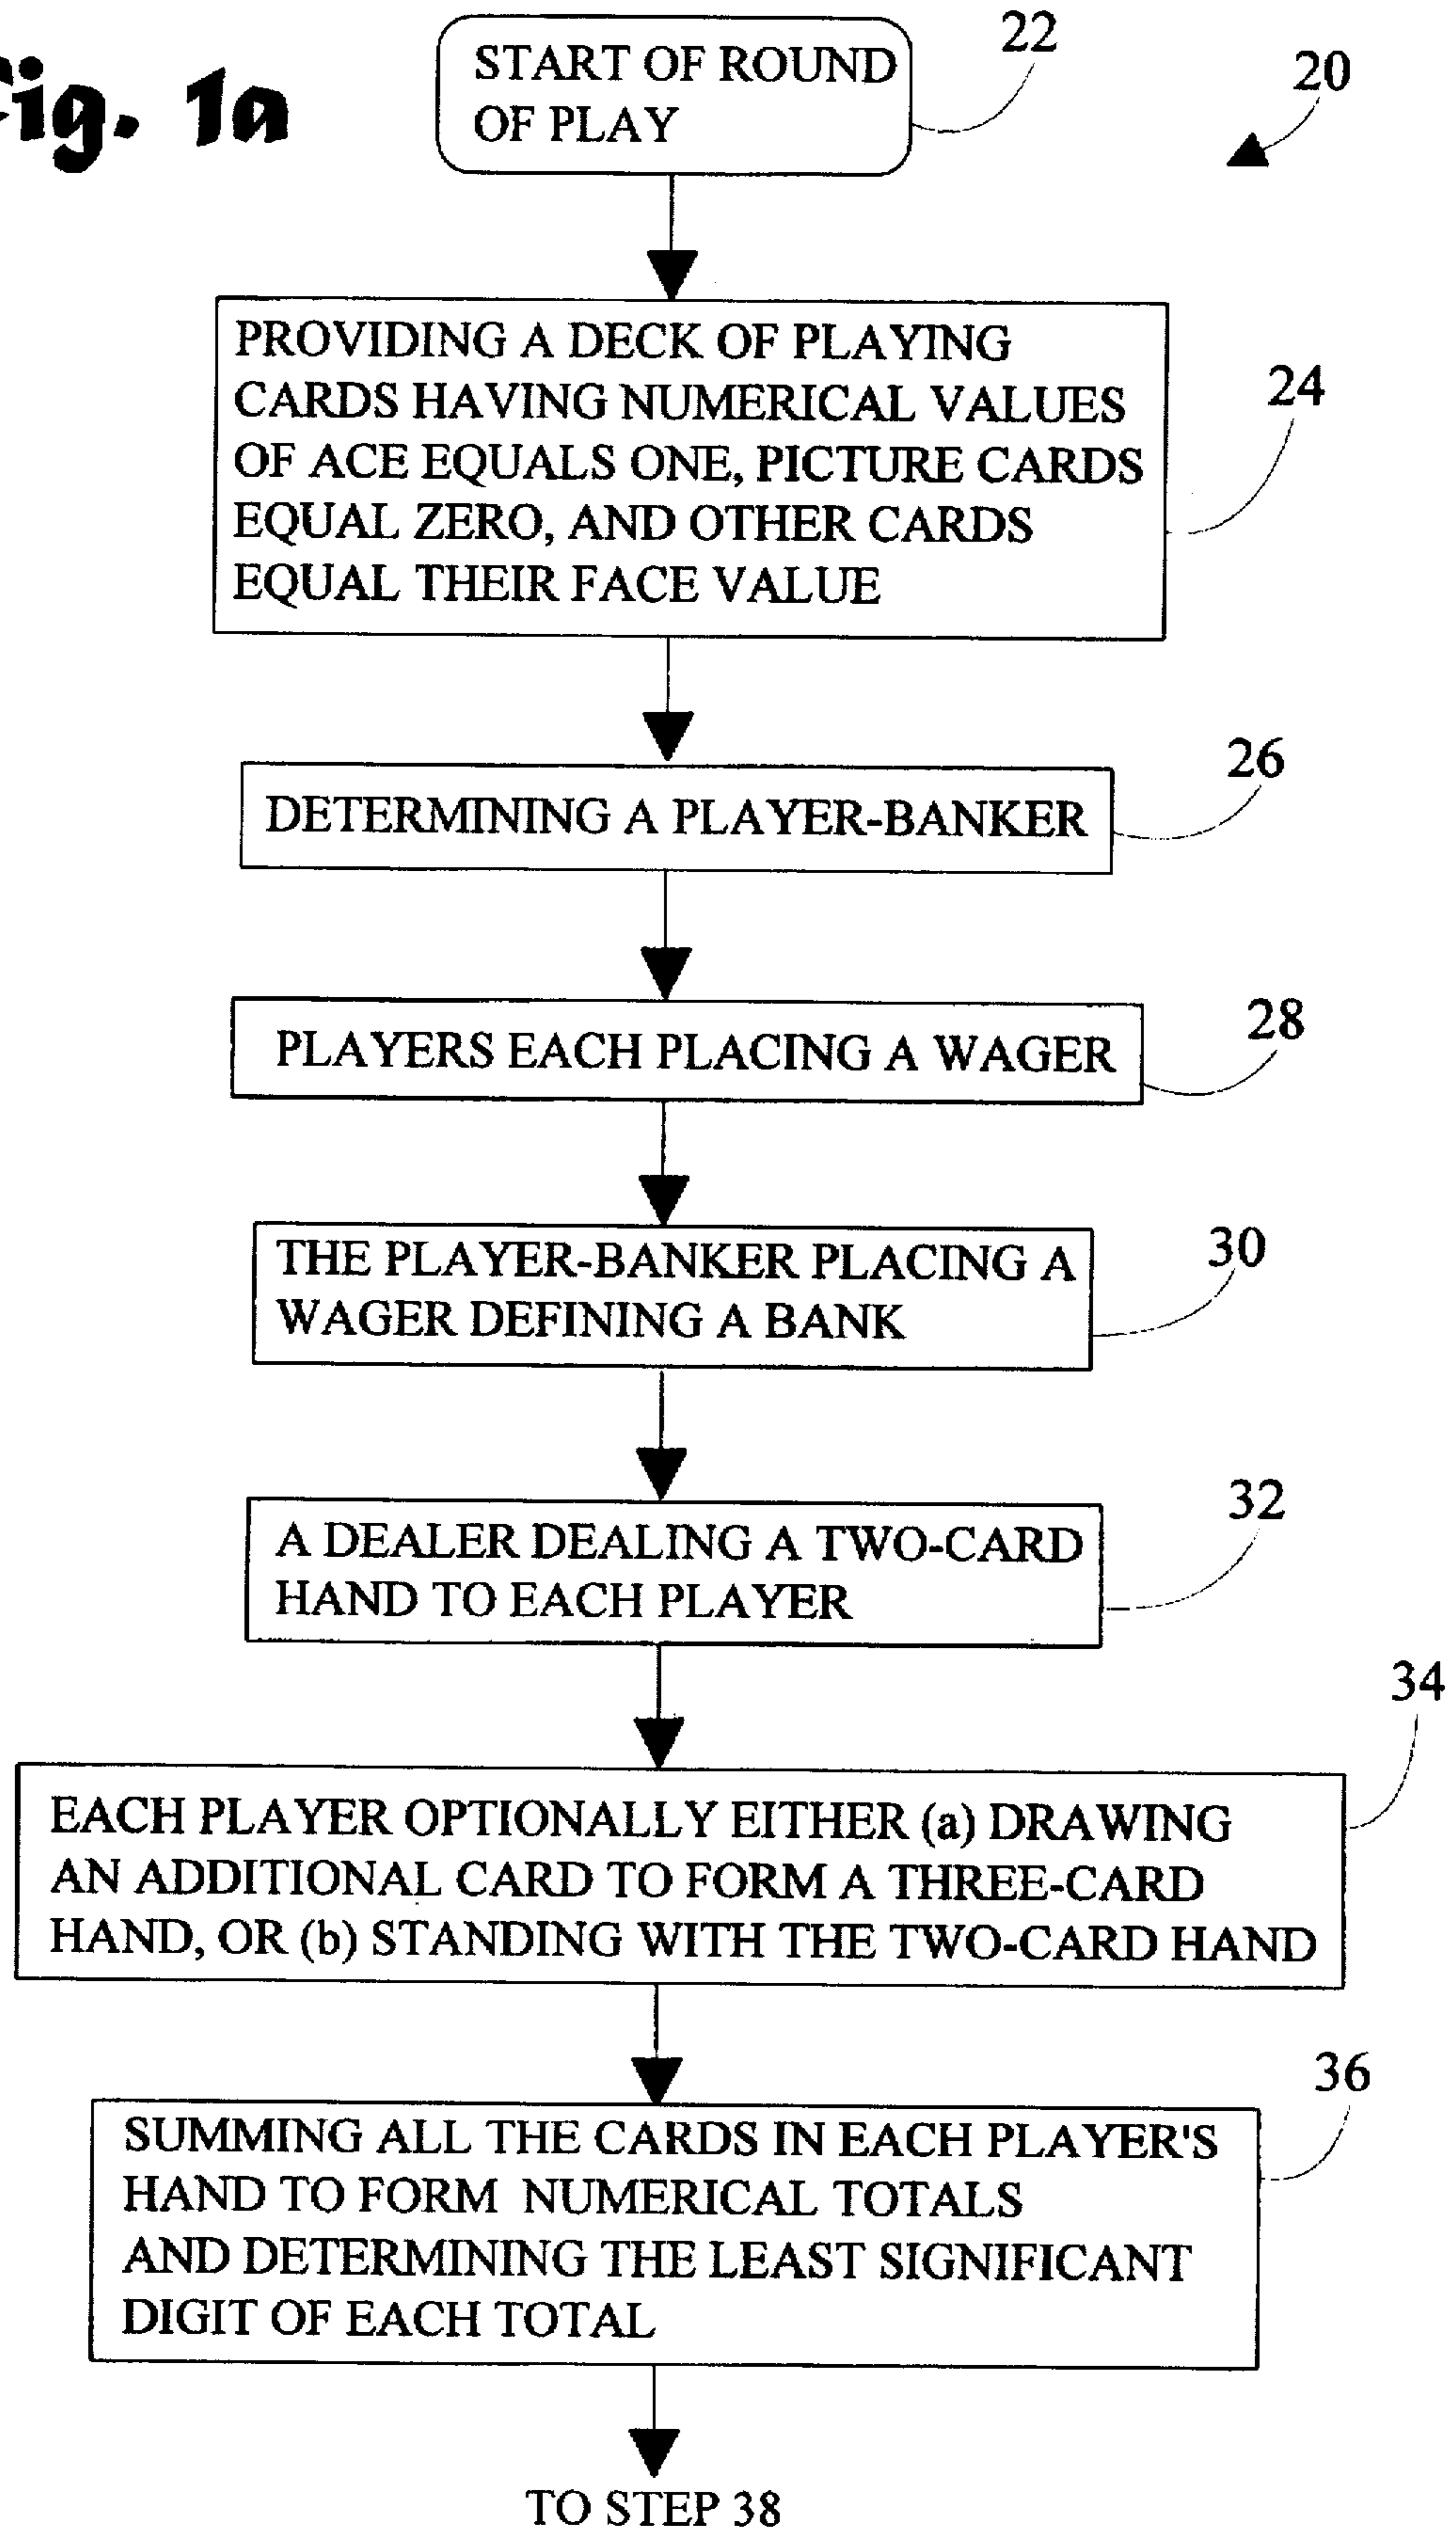 Fig. 1a
START OF ROUND
OF PLAY
22
20
PROVIDING A DECK OF PLAYING
CARDS HAVING NUMERICAL VALUES
OF ACE EQUALS ONE, PICTURE CARDS
EQUAL ZERO, AND OTHER CARDS
EQUAL THEIR FACE VALUE
24
DETERMINING A PLAYER-BANKER
26
PLAYERS EACH PLACING A WAGER
28
THE PLAYER-BANKER PLACING A
WAGER DEFINING A BANK
30
A DEALER DEALING A TWO-CARD
HAND TO EACH PLAYER
32
EACH PLAYER OPTIONALLY EITHER (a) DRAWING
AN ADDITIONAL CARD TO FORM A THREE-CARD
HAND, OR (b) STANDING WITH THE TWO-CARD HAND
34
SUMMING ALL THE CARDS IN EACH PLAYER'S
HAND TO FORM NUMERICAL TOTALS
AND DETERMINING THE LEAST SIGNIFICANT
DIGIT OF EACH TOTAL
36
TO STEP 38